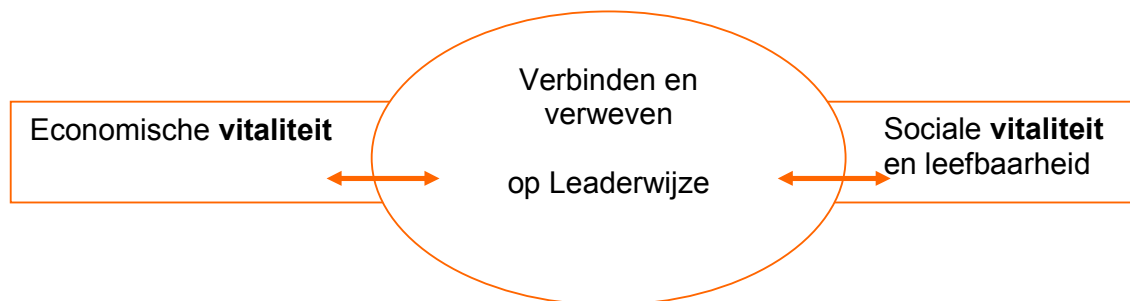 Economische vitaliteit
Verbinden en
verweven
op Leaderwijze
Sociale vitaliteit
en leefbaarheid